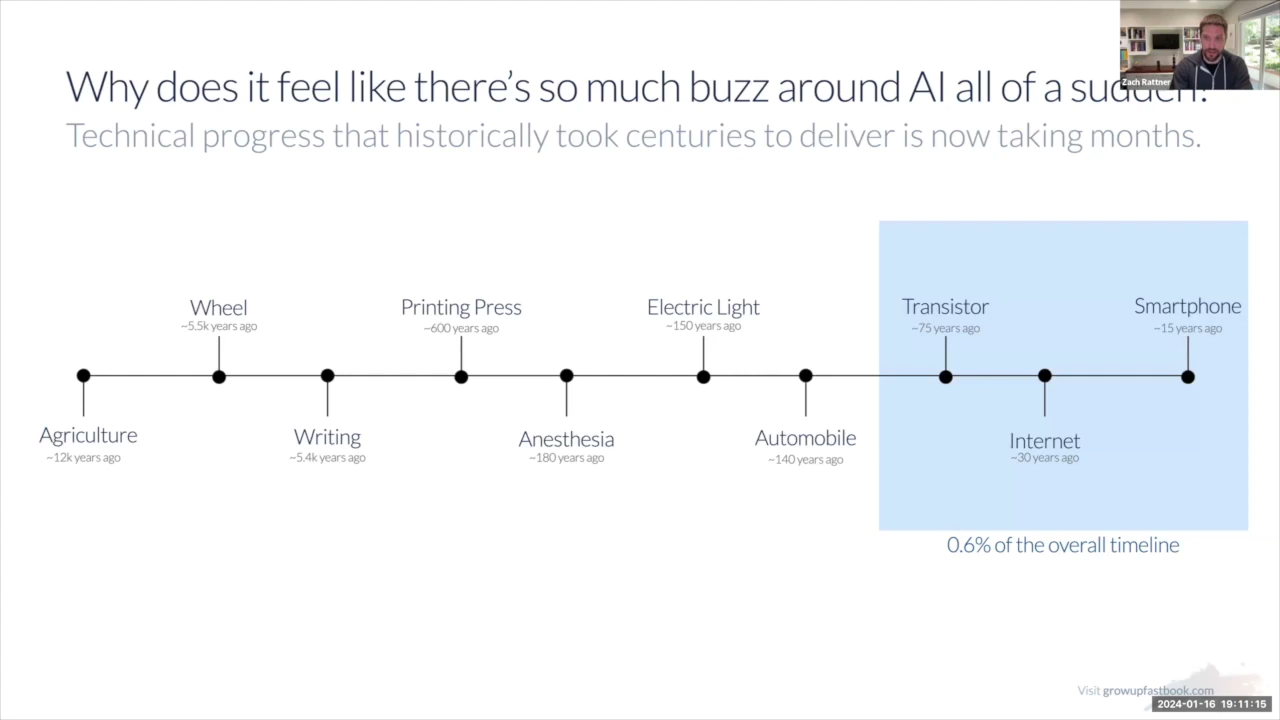 Zach Rattner
Why does it feel like there's so much buzz around AI all of a sudden?
Technical progress that historically took centuries to deliver is now taking months.
Wheel
~5.5k years ago
Printing Press
~600 years ago
Electric Light
~150 years ago
Transistor
~75 years ago
Smartphone
~15 years ago
Agriculture
~12k years ago
Writing
~5.4k years ago
Anesthesia
~180 years ago
Automobile
~140 years ago
Internet
~30 years ago
0.6% of the overall timeline
Visit growupfastbook.com
2024-01-16 19:11:15